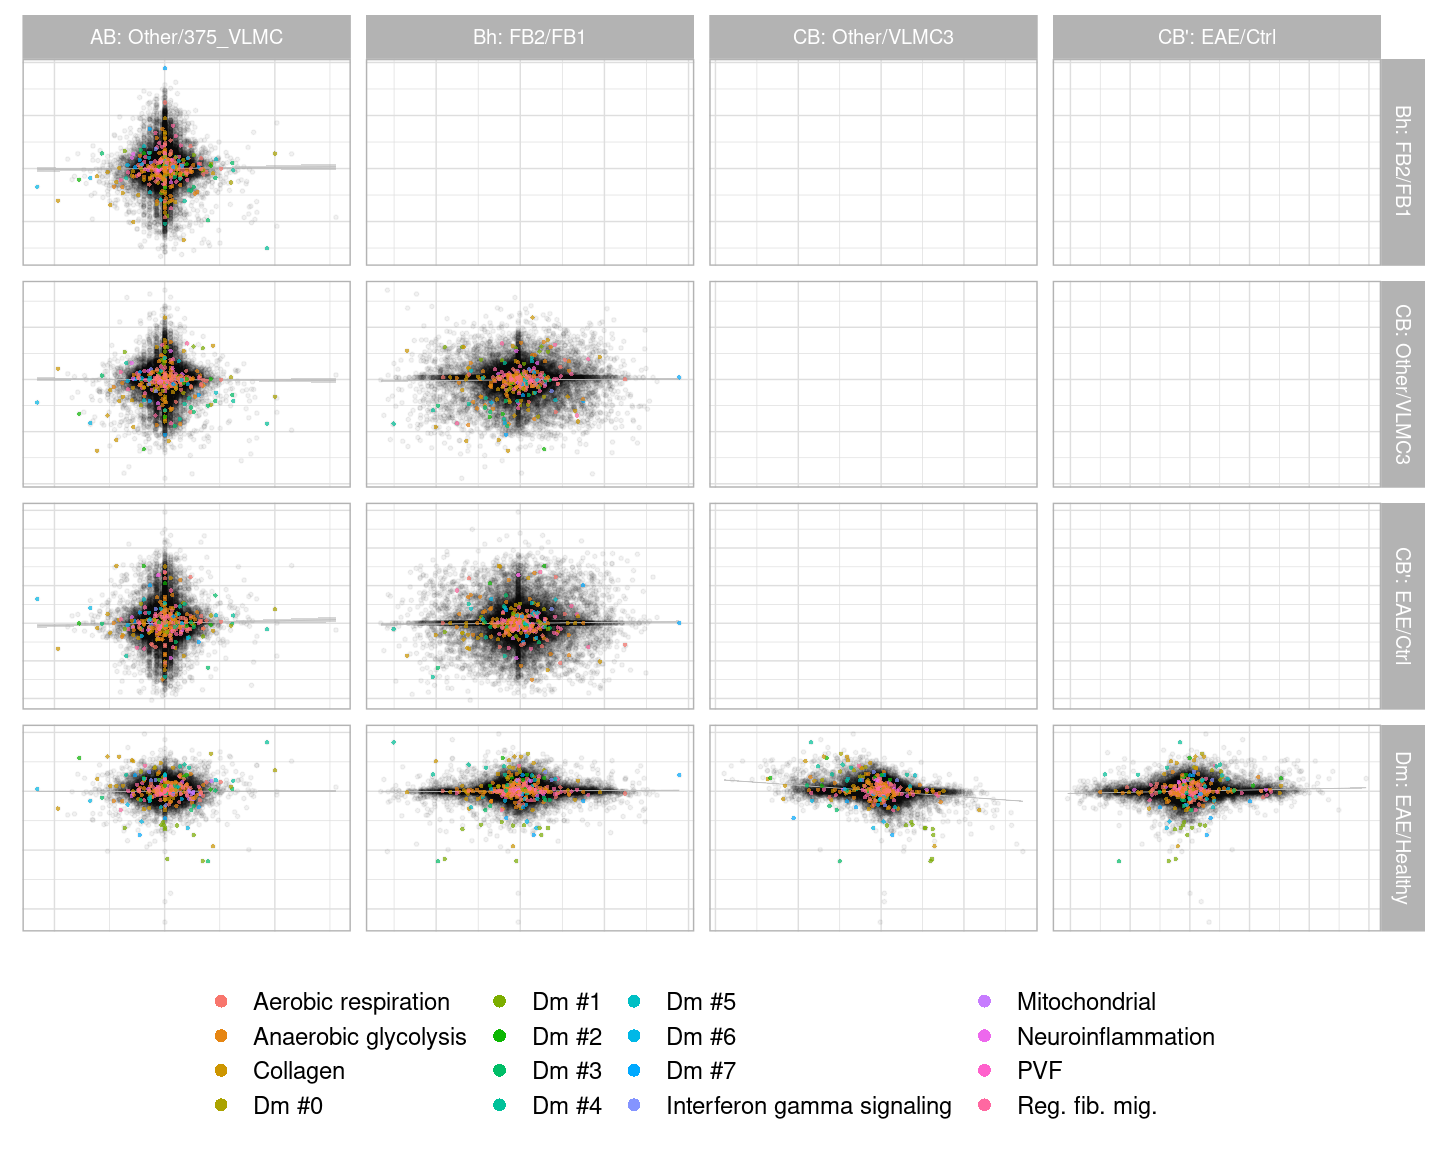 AB: Other/375_VLMC
Bh: FB2/FB1
CB: Other/VLMC3
CB': EAE/Ctrl
Bh: FB2/FB1
CB: Other/VLMC3
CB': EAE/Ctrl
Dm: EAE/Healthy
Aerobic respiration
Anaerobic glycolysis
Collagen
Dm #0
Dm #1
Dm #2
Dm #3
Dm #4
Dm #5
Dm #6
Dm #7
Interferon gamma signaling
Mitochondrial
Neuroinflammation
PVF
Reg. fib. mig.